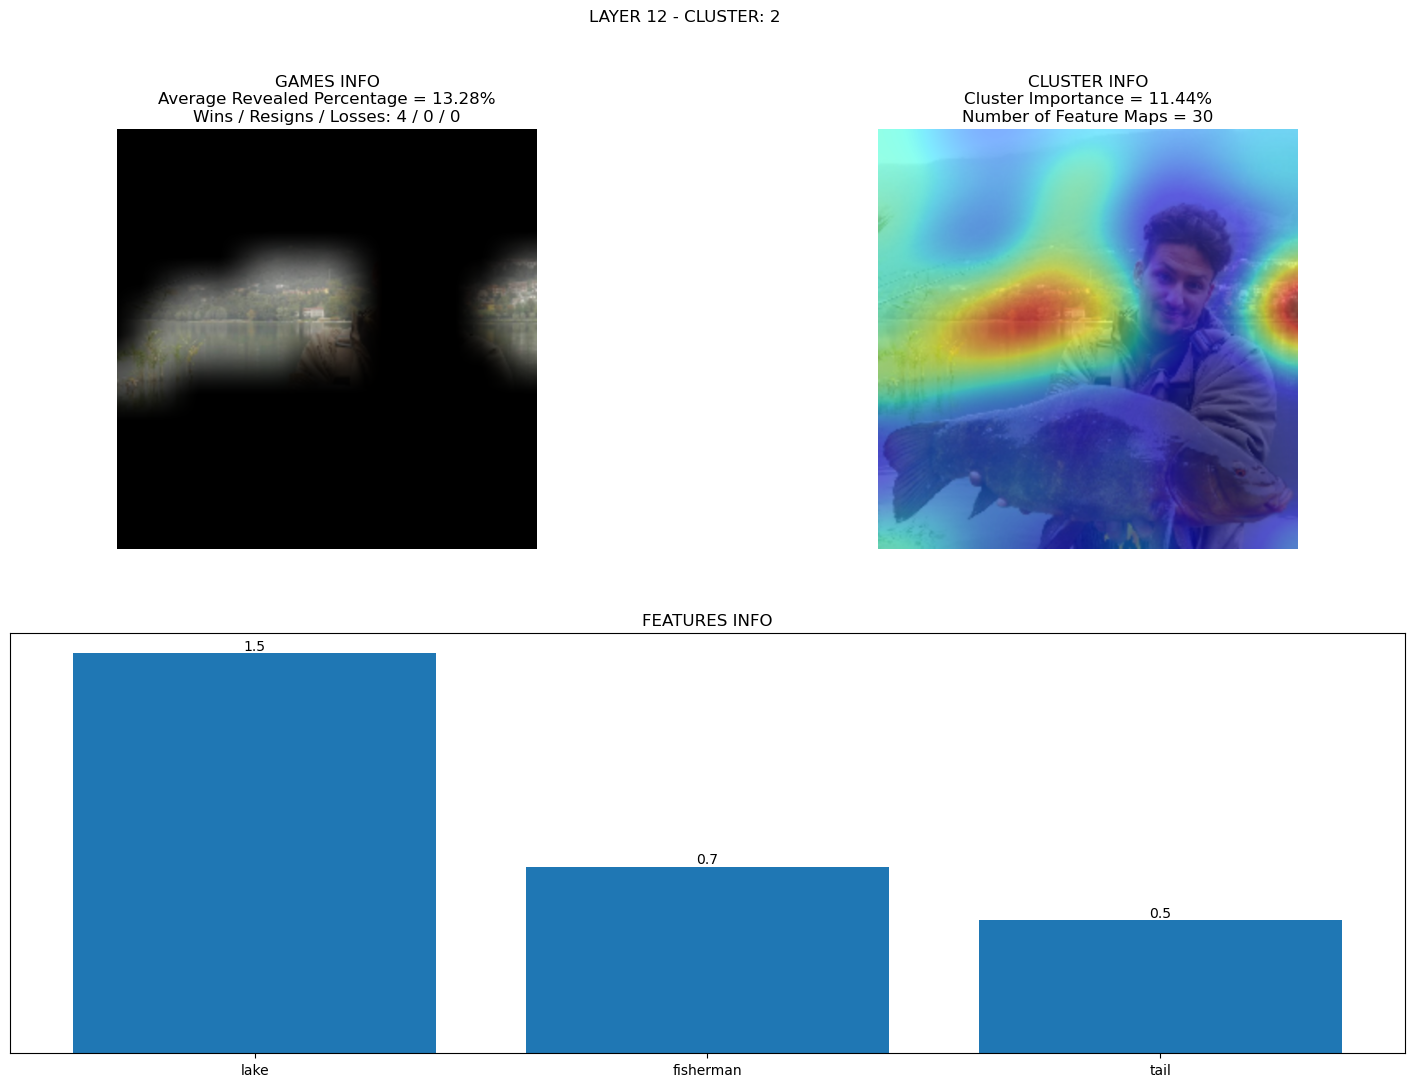 LAYER 12 - CLUSTER: 2
GAMES INFO
Average Revealed Percentage = 13.28%
Wins / Resigns / Losses: 4 / 0 / 0
CLUSTER INFO
Cluster Importance = 11.44%
Number of Feature Maps = 30
FEATURES INFO
1.5
0.7
0.5
lake
fisherman
tail